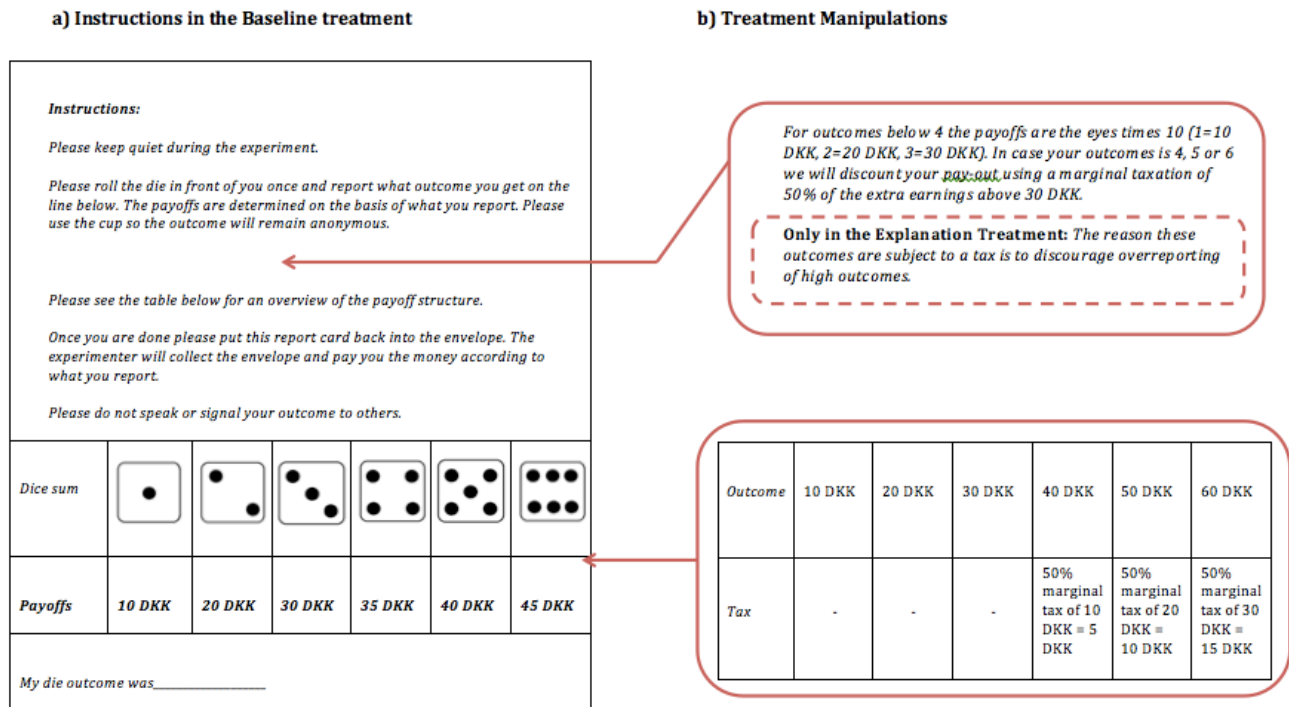 a) Instructions in the Baseline treatment
Instructions:
Please keep quiet during the experiment.
Please roll the die in front of you once and report what outcome you get on the
line below. The payoffs are determined on the basis of what you report. Please
use the cup so the outcome will remain anonymous.
Please see the table below for an overview of the payoff structure.
Once you are done please put this report card back into the envelope. The
experimenter will collect the envelope and pay you the money according to
what you report.
Please do not speak or signal your outcome to others.
Dice sum
Payoffs 10 DKK 20 DKK 30 DKK 35 DKK 40 DKK 45 DKK
My die outcome was__________________
b) Treatment Manipulations
For outcomes below 4 the payoffs are the eyes times 10 (1=10
DKK, 2=20 DKK, 3=30 DKK). In case your outcomes is 4, 5 or 6
we will discount your pay-out using a marginal taxation of
50% of the extra earnings above 30 DKK.
Only in the Explanation Treatment: The reason these
outcomes are subject to a tax is to discourage overreporting
of high outcomes.
Outcome 10 DKK 20 DKK 30 DKK 40 DKK 50 DKK 60 DKK
Tax - - -
50%
marginal
tax of 10
DKK = 5
DKK
50%
marginal
tax of 20
DKK =
10 DKK
50%
marginal
tax of 30
DKK =
15 DKK